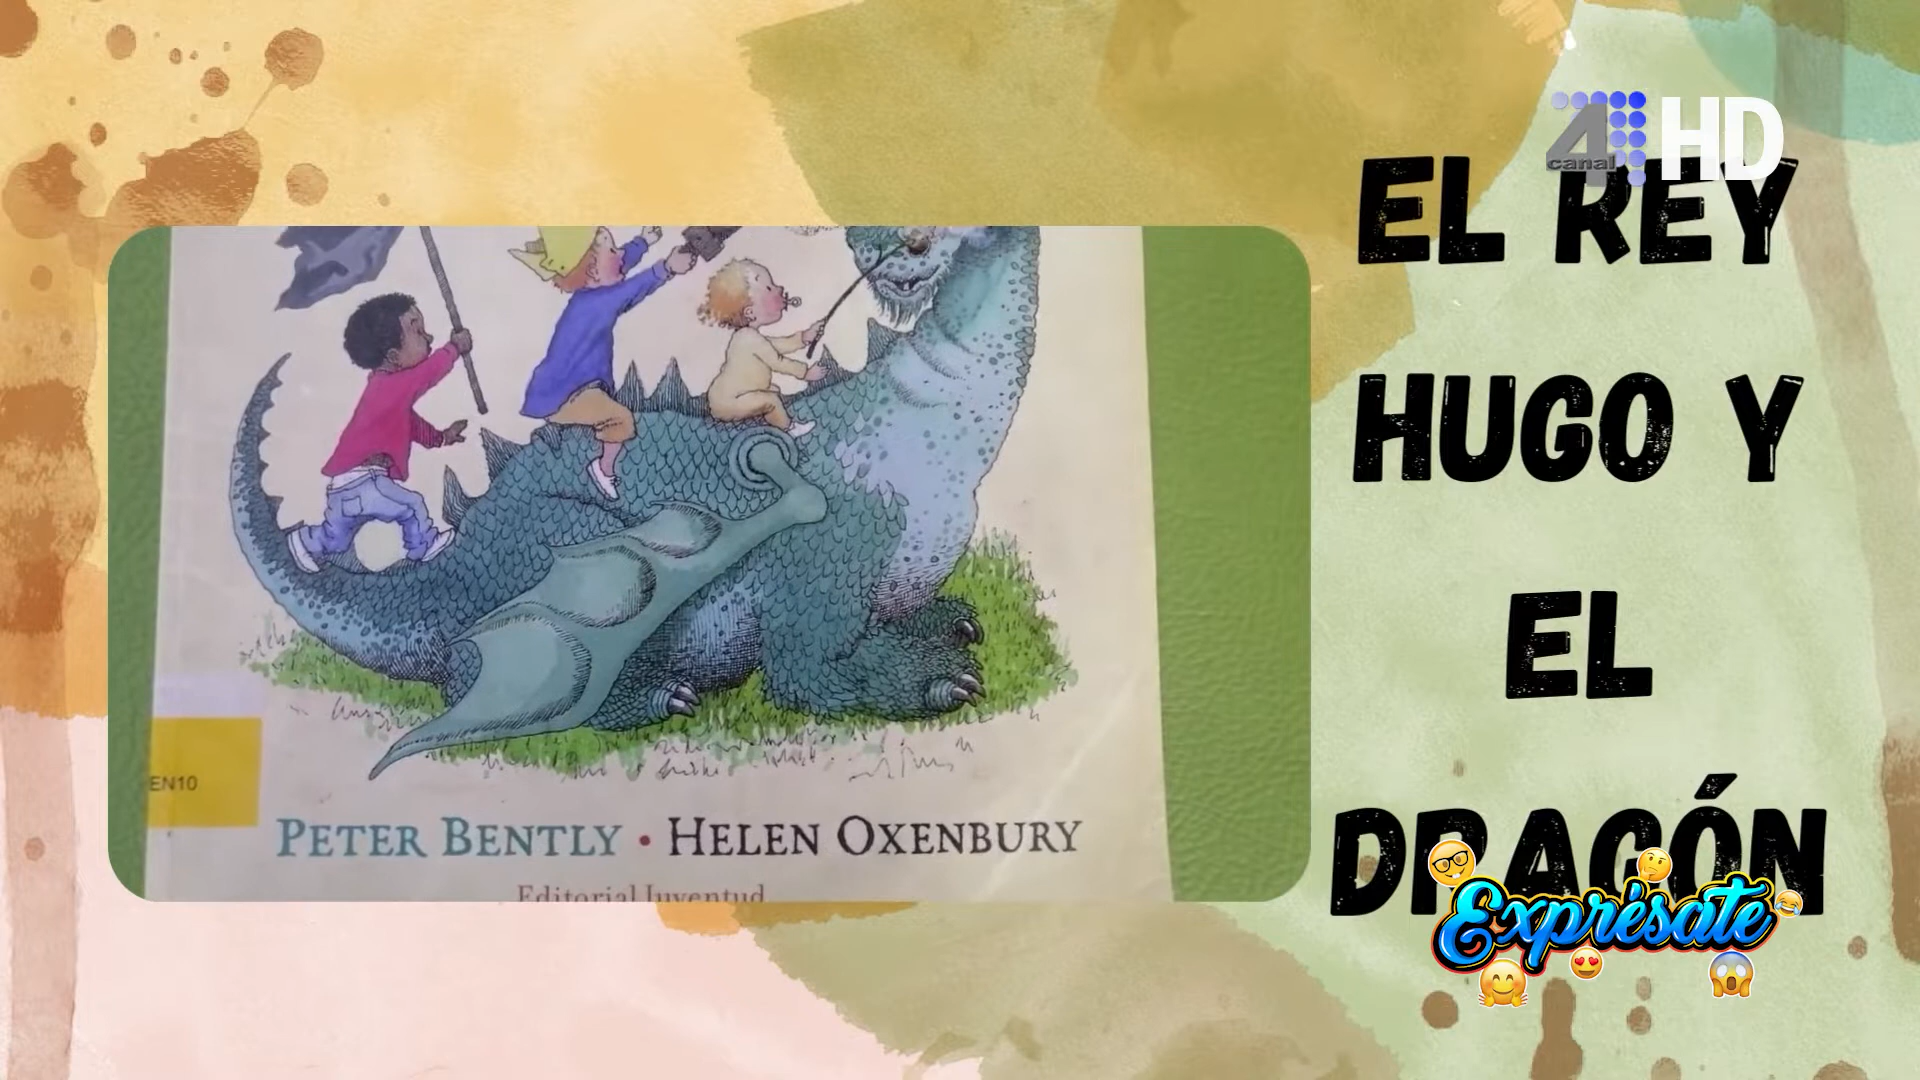 canal 4 HD
EL REY
HUGO Y
EL
DRAGÓN
EN10
PETER BENTLY • HELEN OXENBURY
Editorial Juventud
Exprésate